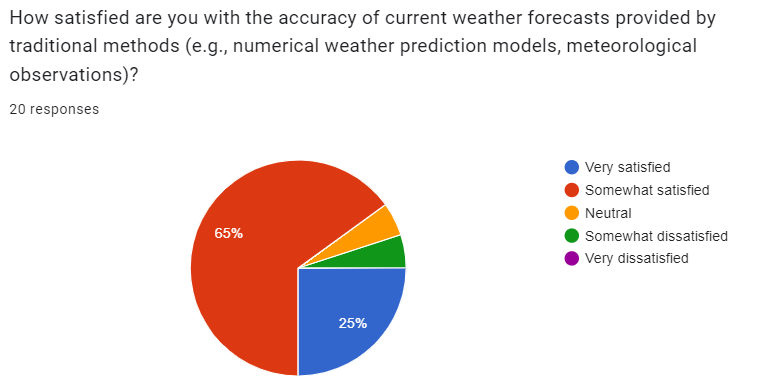 How satisfied are you with the accuracy of current weather forecasts provided by
traditional methods (e.g., numerical weather prediction models, meteorological
observations)?
20 responses
Very satisfied
Somewhat satisfied
Neutral
Somewhat dissatisfied
Very dissatisfied
65%
25%